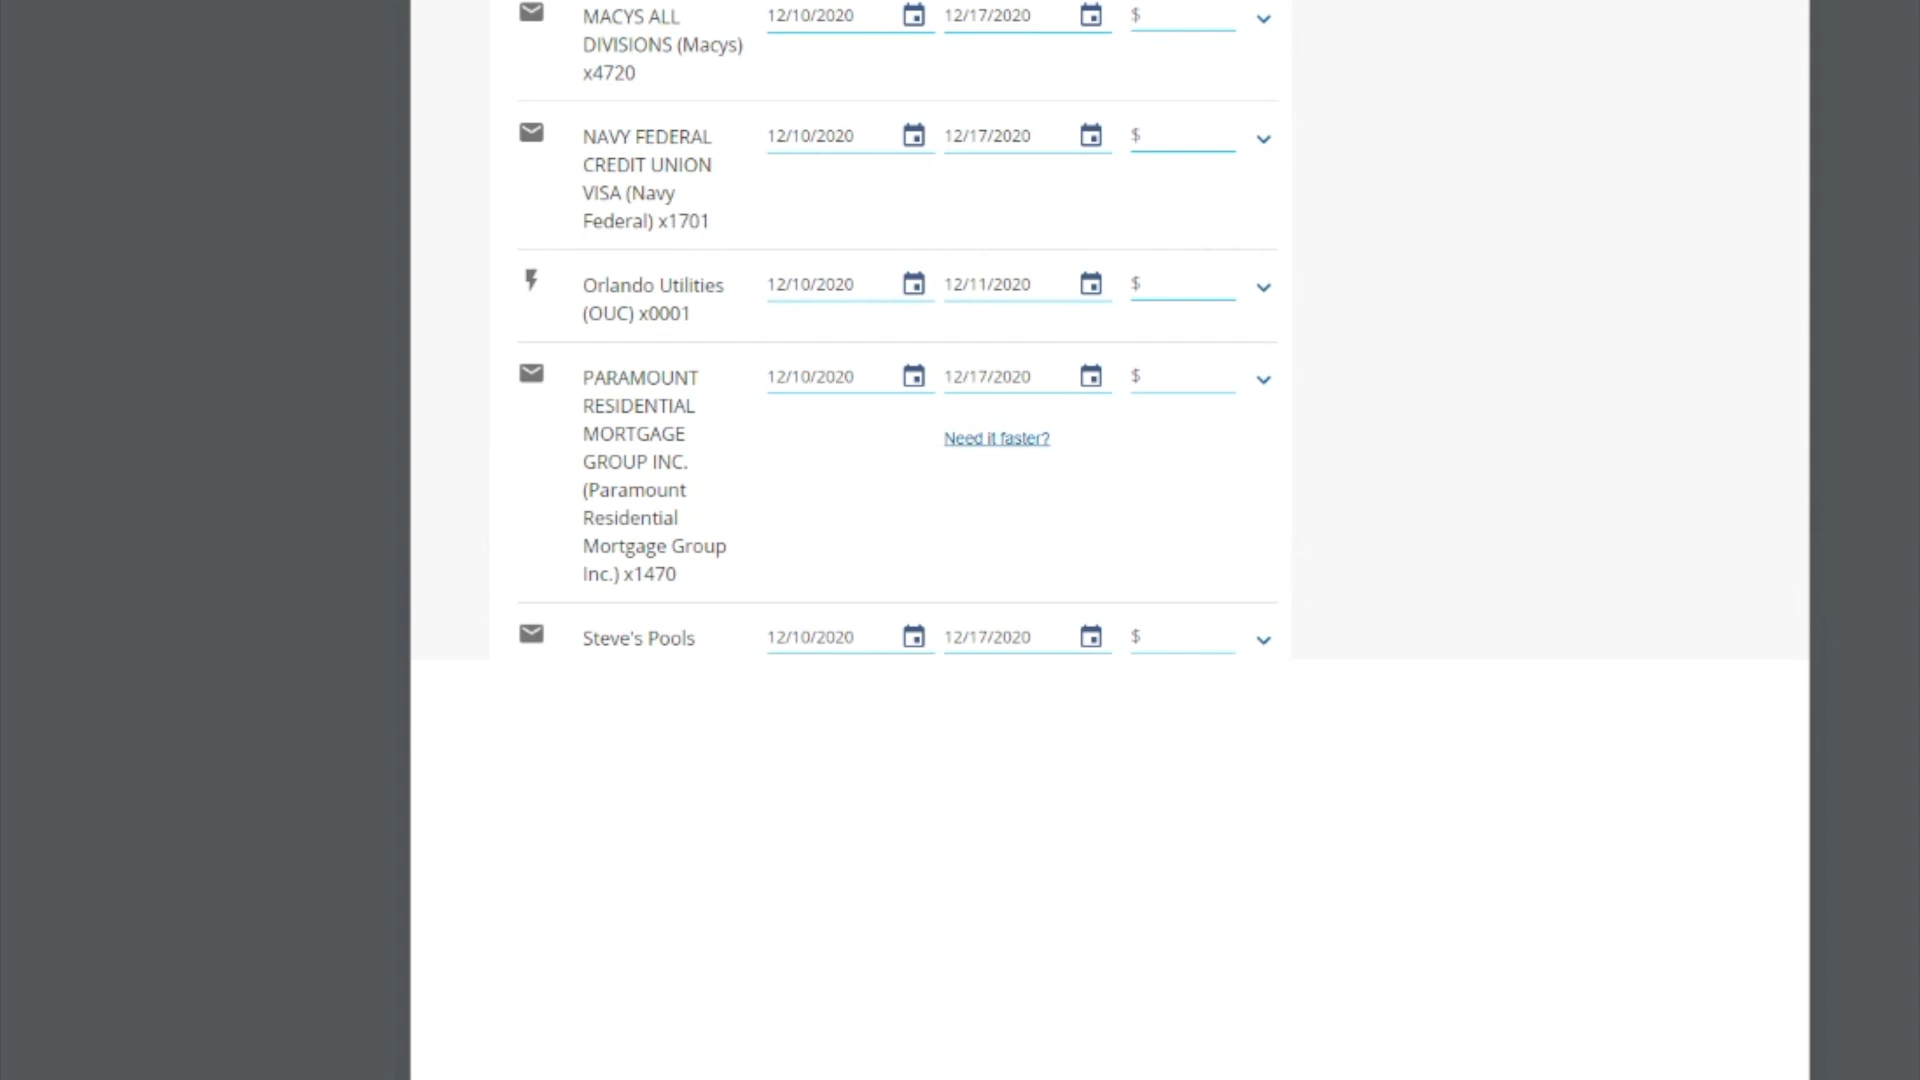 MACYS ALL 12/10/2020 12/17/2020 $
DIVISIONS (Macys)
x4720
NAVY FEDERAL 12/10/2020 12/17/2020 $
CREDIT UNION
VISA (Navy
Federal) x1701
Orlando Utilities 12/10/2020 12/11/2020 $
(OUC) x0001
PARAMOUNT 12/10/2020 12/17/2020 $
RESIDENTIAL
MORTGAGE Need it faster?
GROUP INC.
(Paramount
Residential
Mortgage Group
Inc.) x1470
Steve's Pools 12/10/2020 12/17/2020 $